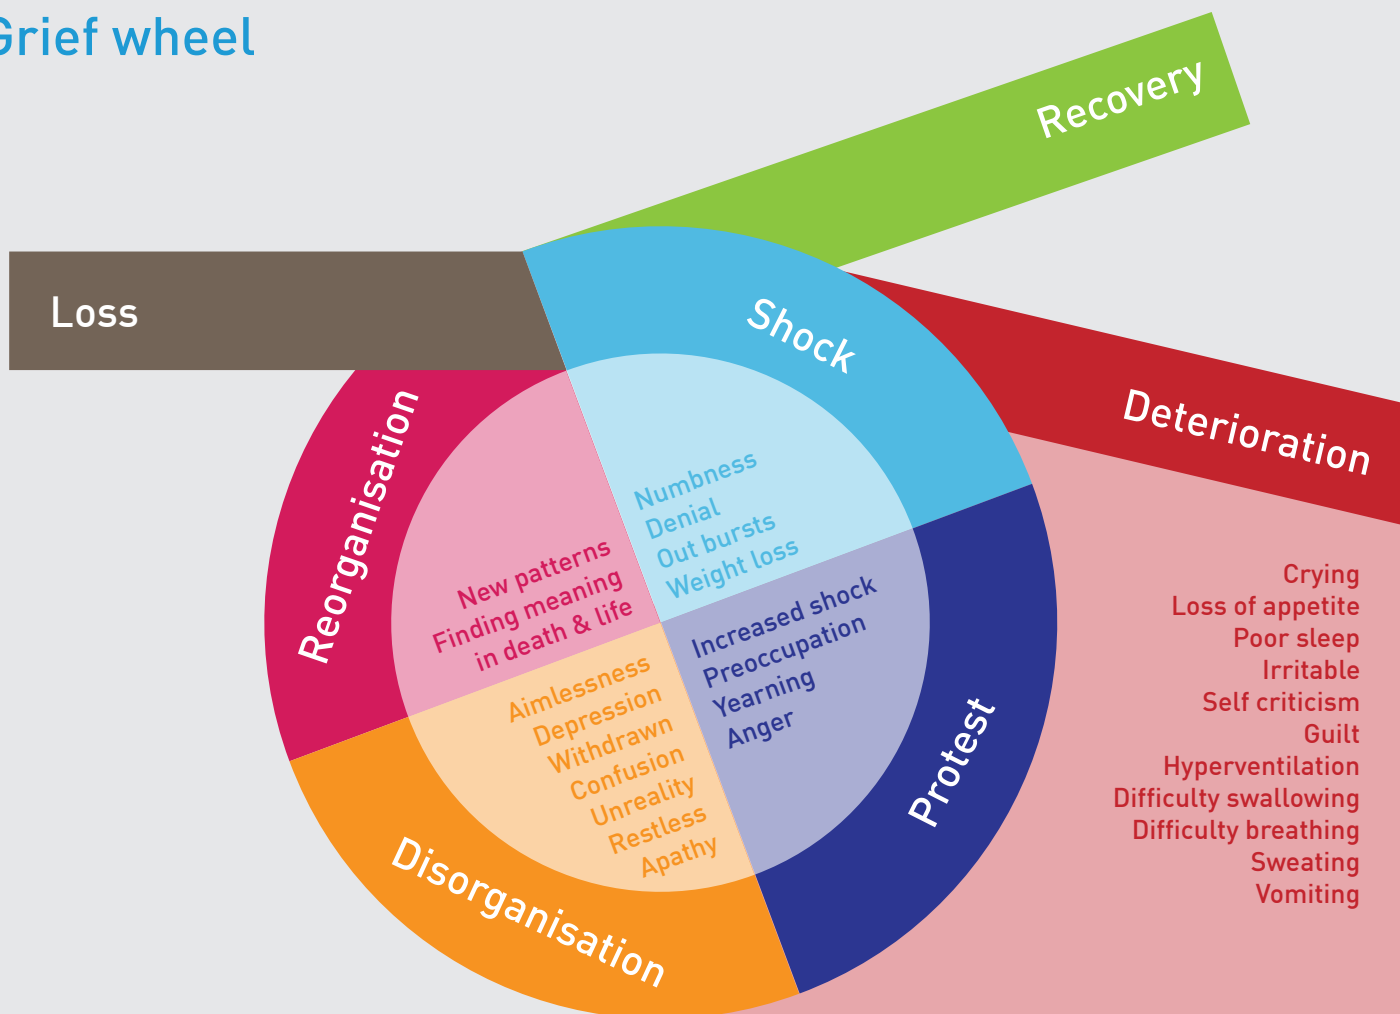 Grief wheel
Recovery
Loss
Shock
Deterioration
Reorganisation
Numbness
Denial
Out bursts
Weight loss
New patterns
Finding meaning
in death & life
Increased shock
Preoccupation
Yearning
Anger
Protest
Aimlessness
Depression
Withdrawn
Confusion
Unreality
Restless
Apathy
Disorganisation
Crying
Loss of appetite
Poor sleep
Irritable
Self criticism
Guilt
Hyperventilation
Difficulty swallowing
Difficulty breathing
Sweating
Vomiting